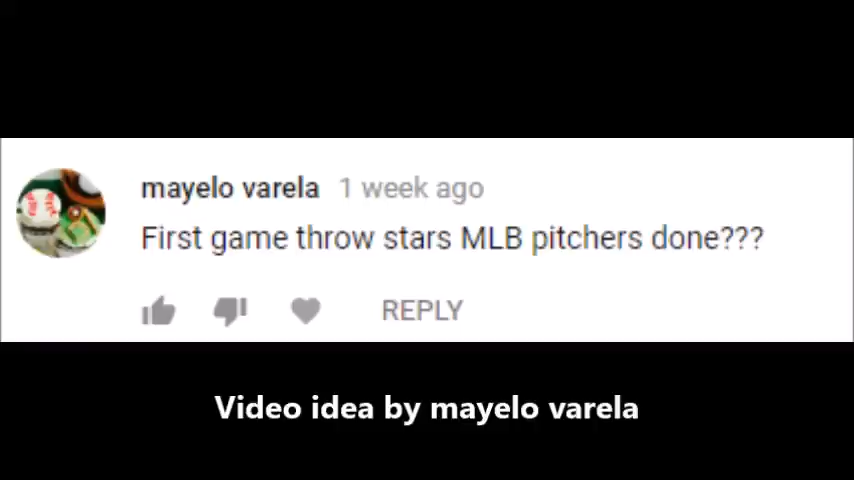 mayelo varela 1 week ago
First game throw stars MLB pitchers done???
REPLY
Video idea by mayelo varela